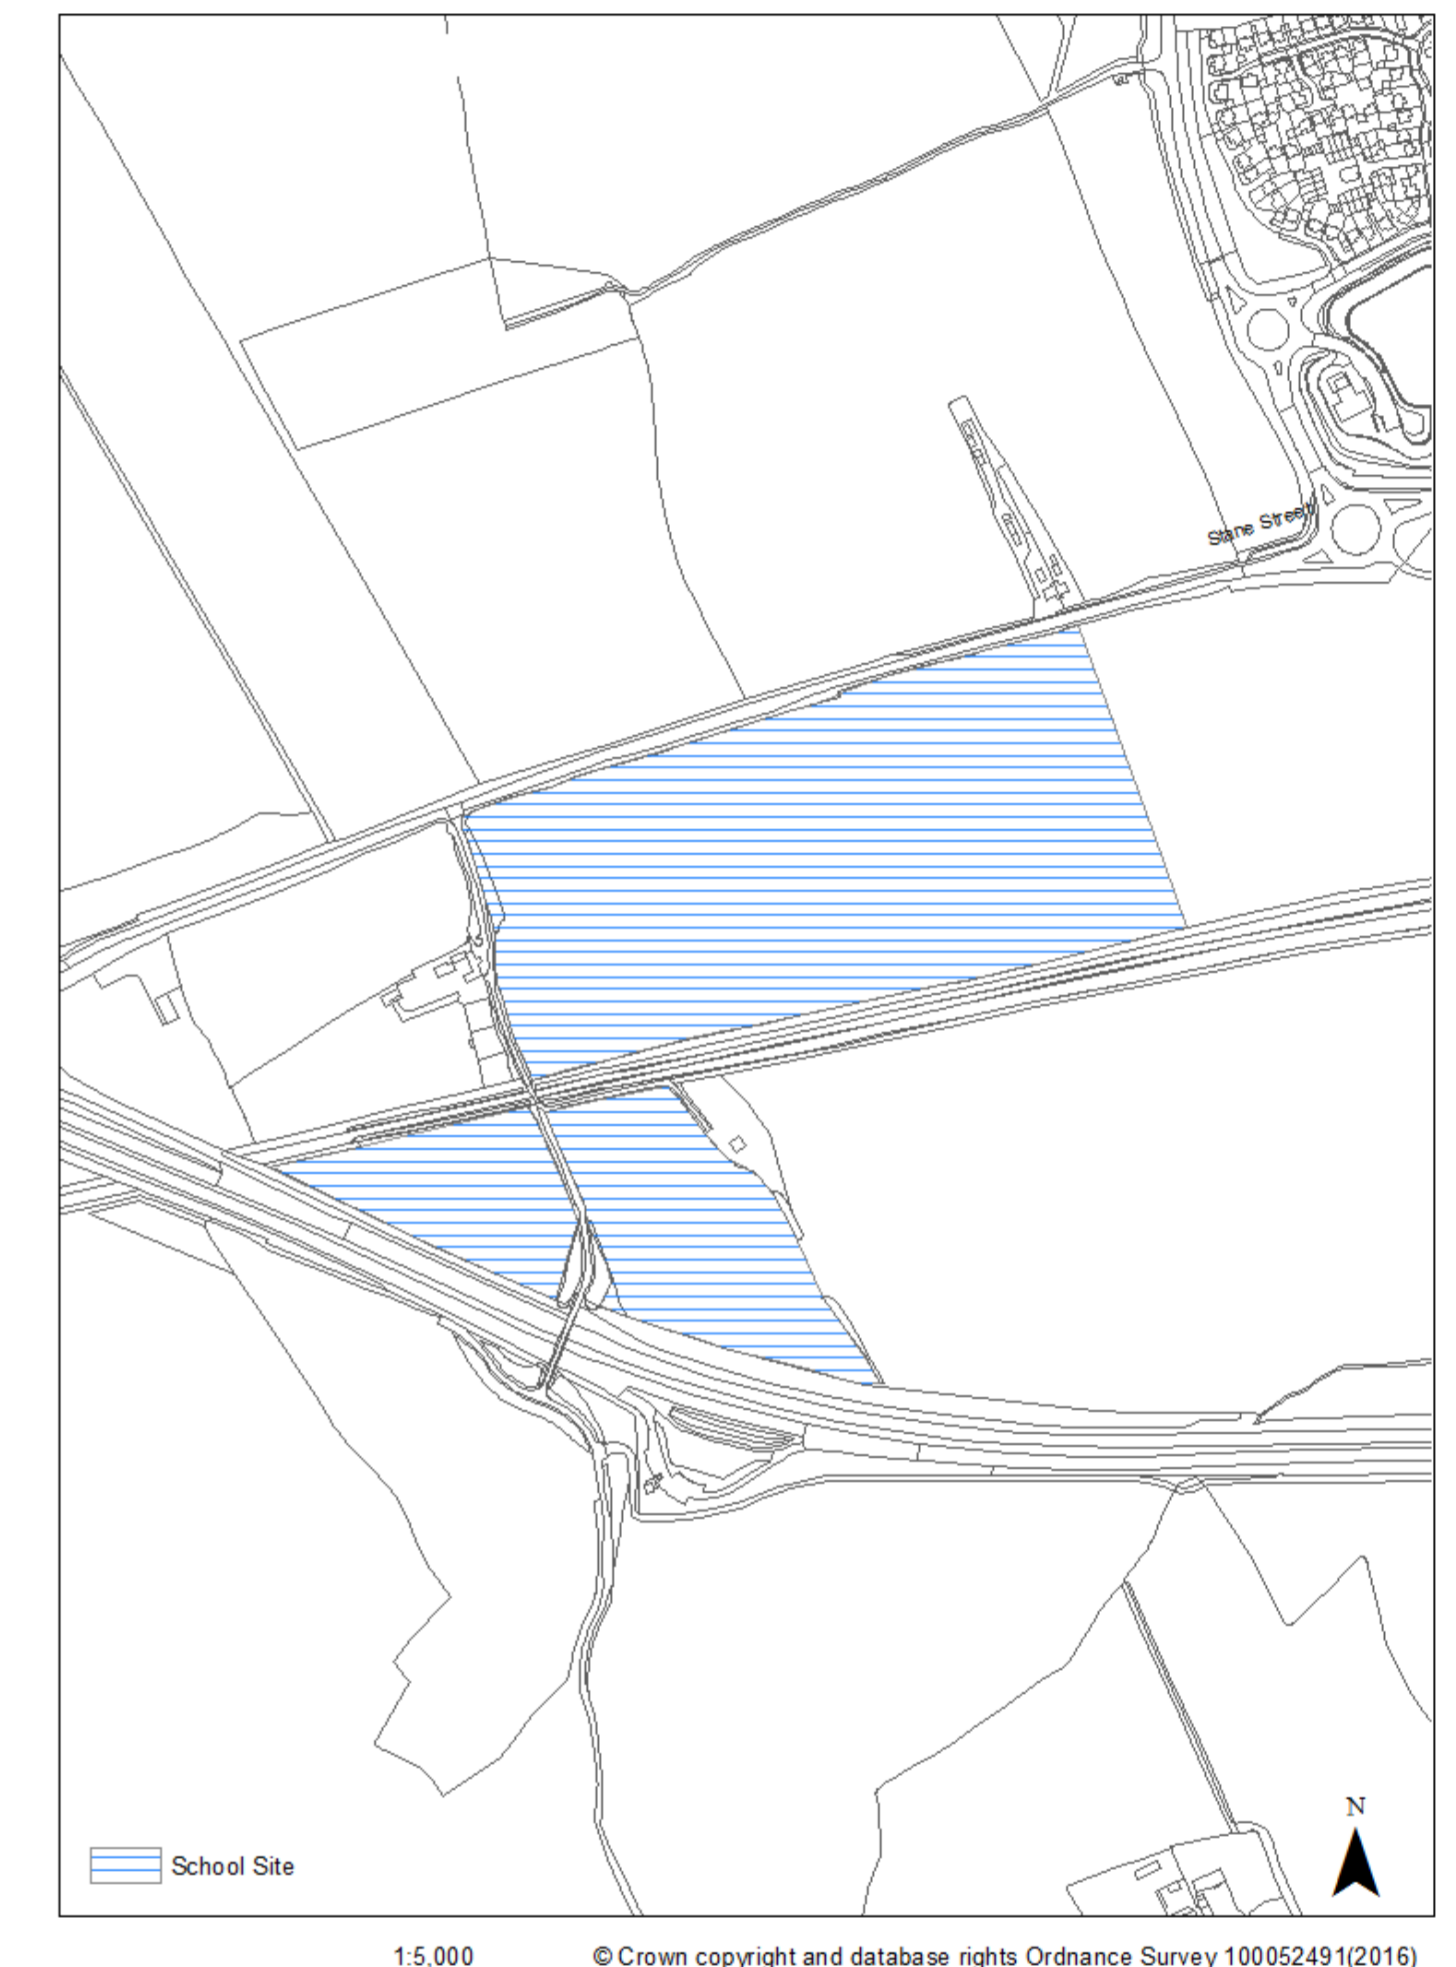 Stane Street
N
School Site
1:5,000 © Crown copyright and database rights Ordnance Survey 100052491(2016)